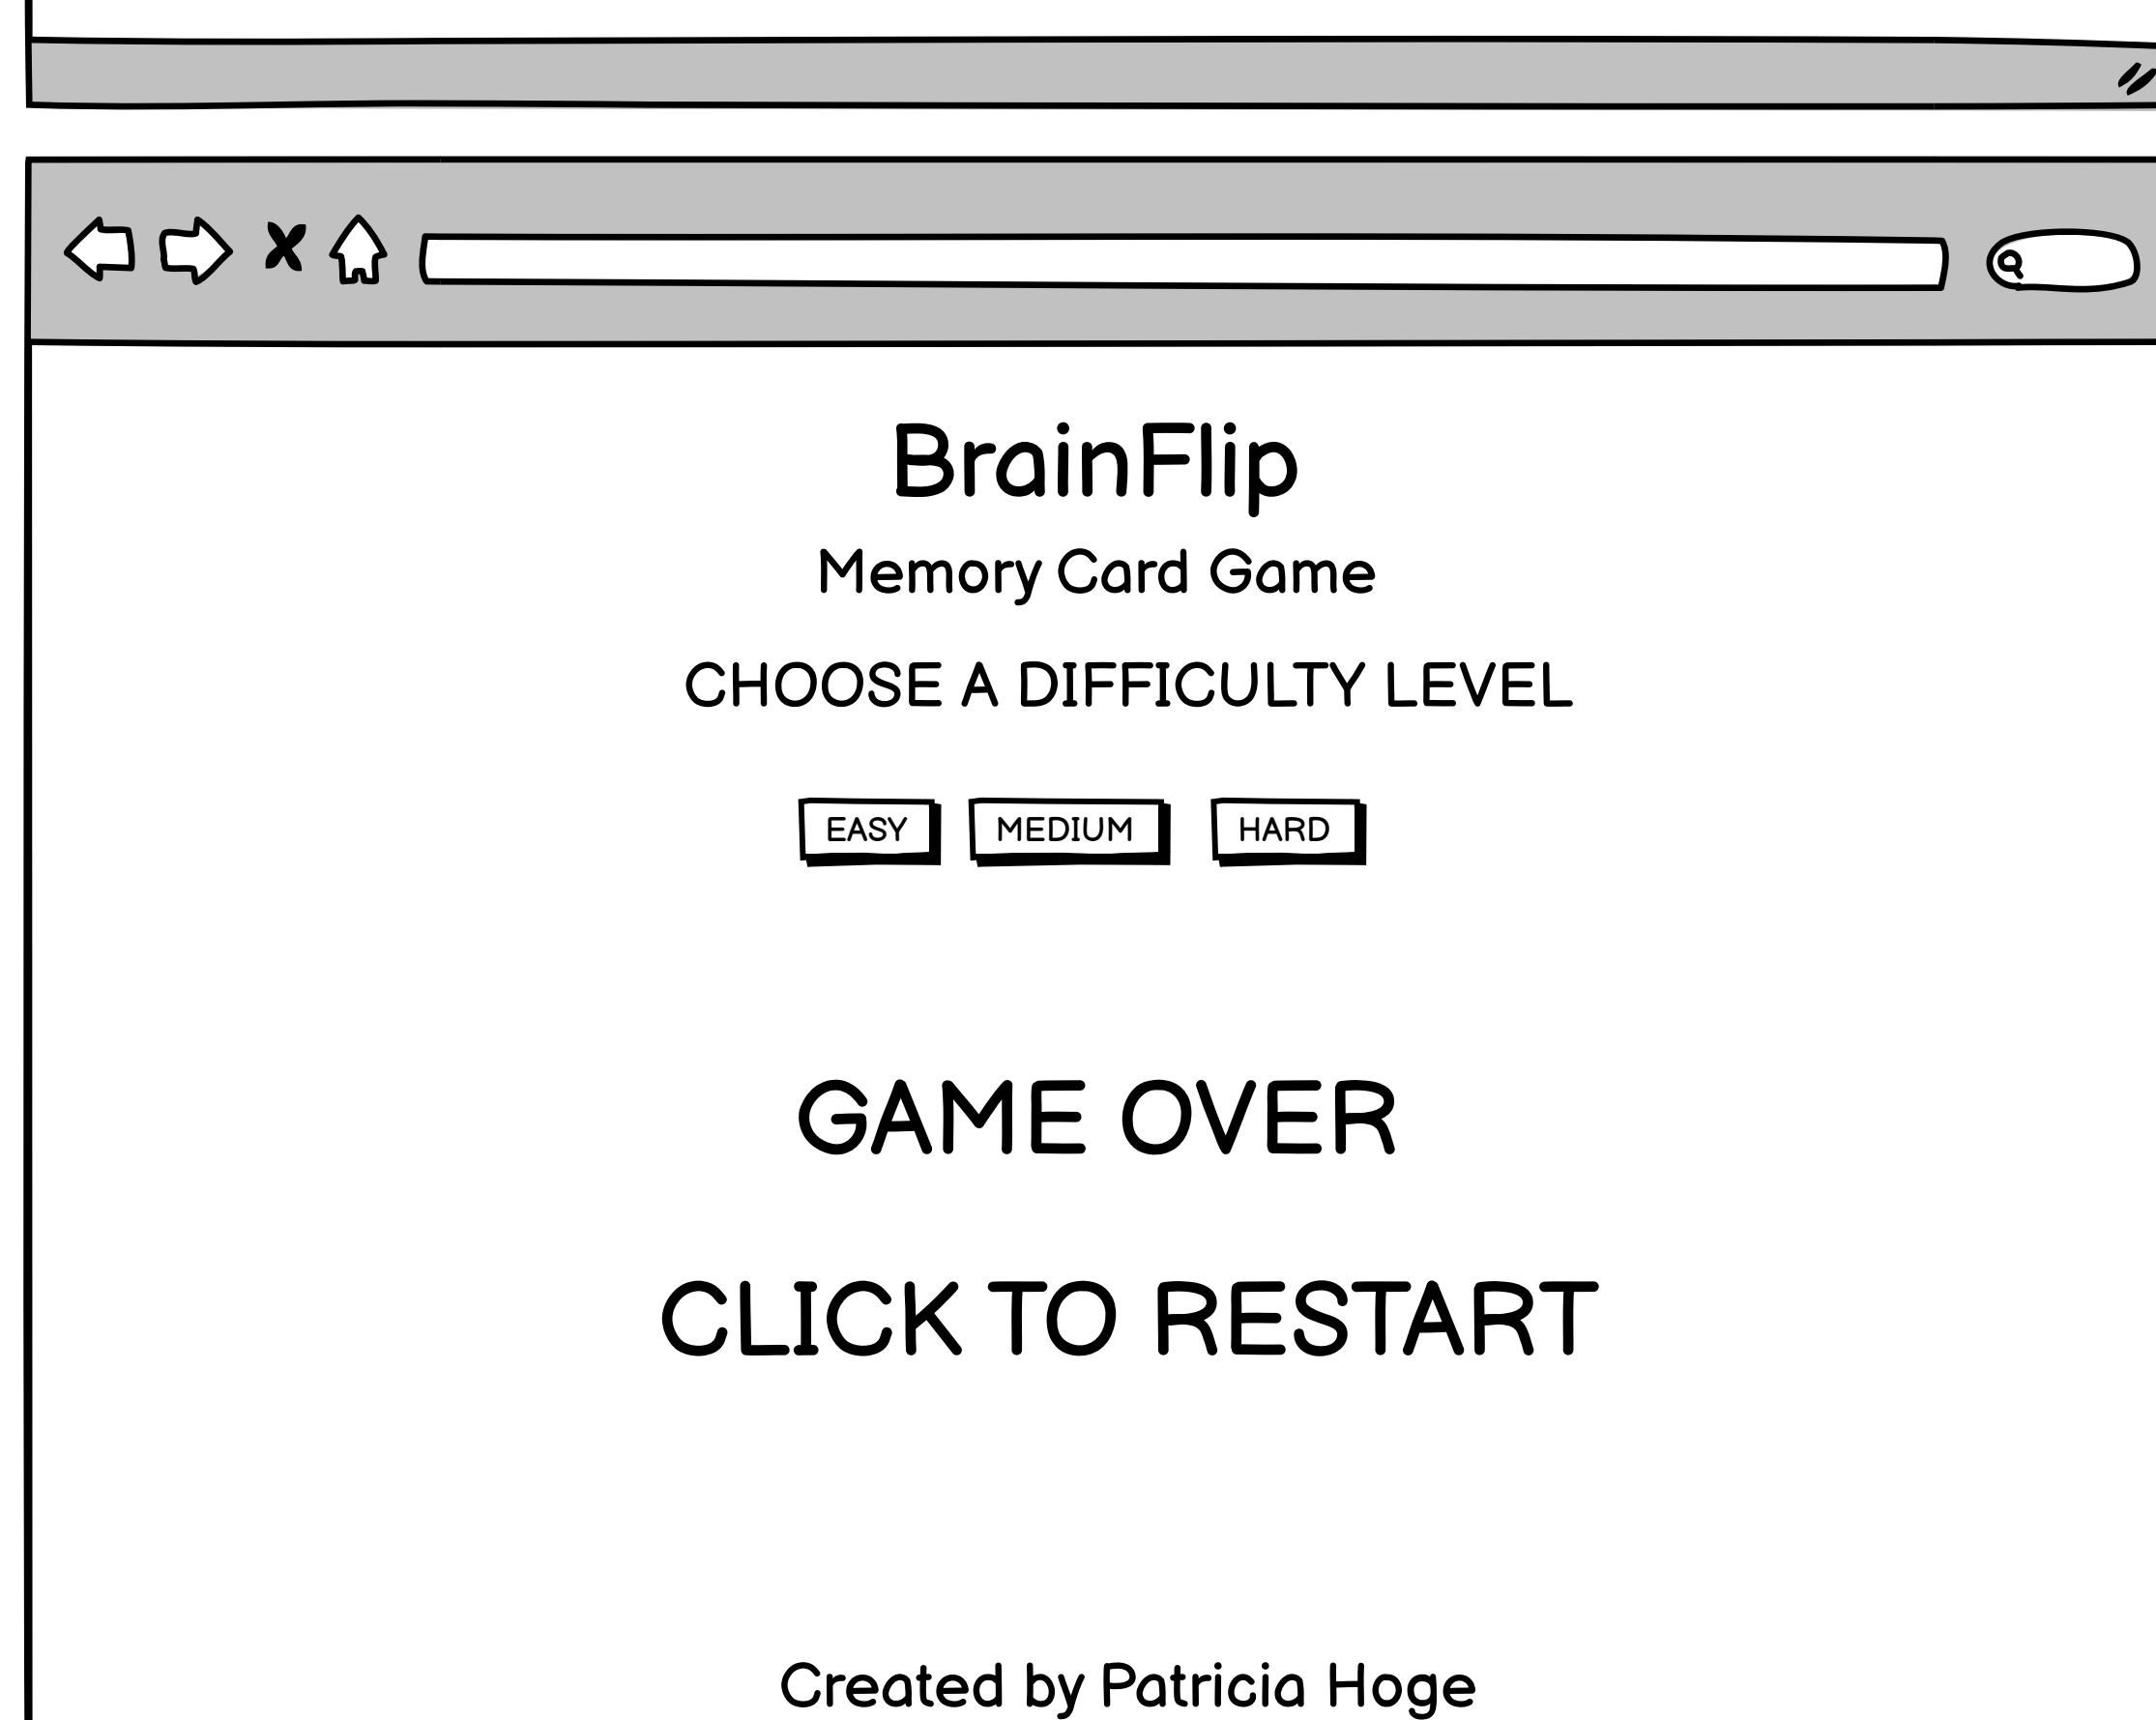 BrainFlip
Memory Card Game
CHOOSE A DIFFICULTY LEVEL
EASY MEDIUM HARD
GAME OVER
CLICK TO RESTART
Created by Patricia Hoge